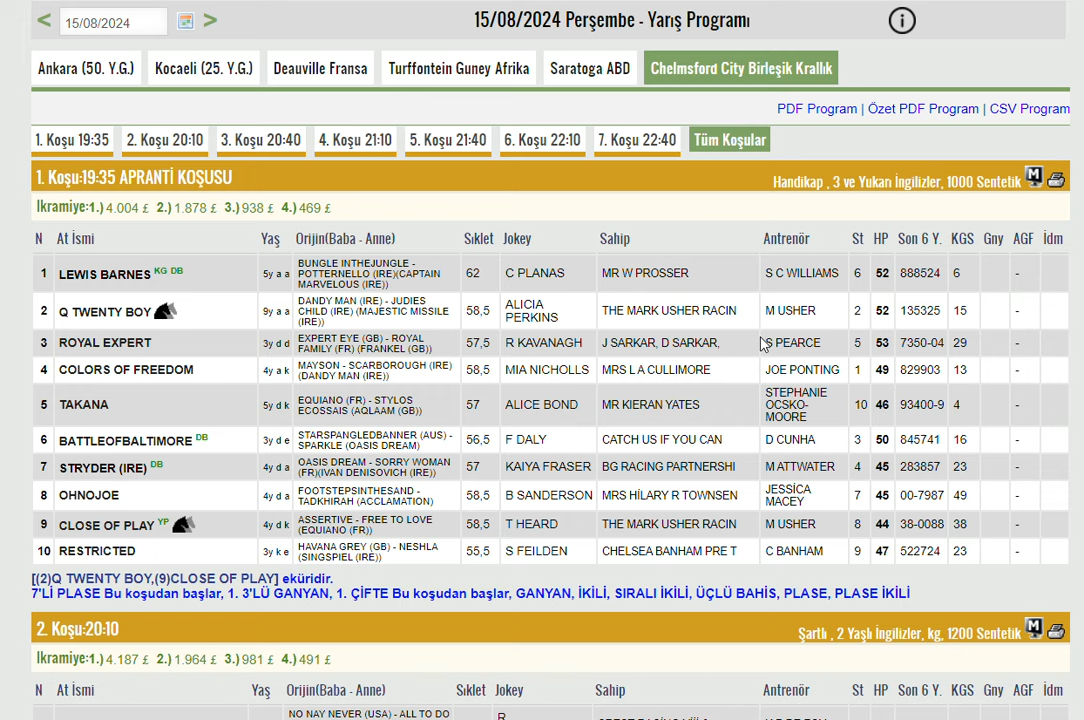 < 15/08/2024 > 15/08/2024 Perşembe - Yarış Programı i
Ankara (50. Y.G.) Kocaeli (25. Y.G.) Deauville Fransa Turffontein Guney Afrika Saratoga ABD Chelmsford City Birleşik Krallık
PDF Program | Özet PDF Program | CSV Program
1. Koşu 19:35 2. Koşu 20:10 3. Koşu 20:40 4. Koşu 21:10 5. Koşu 21:40 6. Koşu 22:10 7. Koşu 22:40 Tüm Koşular
1. Koşu:19:35 APRANTİ KOŞUSU Handikap , 3 ve Yukarı İngilizler, 1000 Sentetik M
İkramiye:1.) 4.004 £ 2.) 1.878 £ 3.) 938 £ 4.) 469 £
N At İsmi Yaş Orijin(Baba - Anne) Sıklet Jokey Sahip Antrenör St HP Son 6 Y. KGS Gny AGF İdm
1 LEWIS BARNES KG DB 5y a a BUNGLE INTHEJUNGLE - POTTERNELLO (IRE)(CAPTAIN MARVELOUS (IRE)) 62 C PLANAS MR W PROSSER S C WILLIAMS 6 52 888524 6 -
2 Q TWENTY BOY 9y a a DANDY MAN (IRE) - JUDIES CHILD (IRE) (MAJESTIC MISSILE (IRE)) 58,5 ALICIA PERKINS THE MARK USHER RACIN M USHER 2 52 135325 15 -
3 ROYAL EXPERT 3y d d EXPERT EYE (GB) - ROYAL FAMILY (FR) (FRANKEL (GB)) 57,5 R KAVANAGH J SARKAR, D SARKAR, S PEARCE 5 53 7350-04 29 -
4 COLORS OF FREEDOM 4y a k MAYSON - SCARBOROUGH (IRE) (DANDY MAN (IRE)) 58,5 MIA NICHOLLS MRS L A CULLIMORE JOE PONTING 1 49 829903 13 -
5 TAKANA 5y d k EQUIANO (FR) - STYLOS ECOSSAIS (AQLAAM (GB)) 57 ALICE BOND MR KIERAN YATES STEPHANIE OCSKO-MOORE 10 46 93400-9 4 -
6 BATTLEOFBALTIMORE DB 3y d e STARSPANGLEDBANNER (AUS) - SPARKLE (OASIS DREAM) 56,5 F DALY CATCH US IF YOU CAN D CUNHA 3 50 845741 16 -
7 STRYDER (IRE) DB 4y d a OASIS DREAM - SORRY WOMAN (FR)(IVAN DENISOVICH (IRE)) 57 KAIYA FRASER BG RACING PARTNERSHI M ATTWATER 4 45 283857 23 -
8 OHNOJOE 4y d a FOOTSTEPSINTHESAND - TADKHIRAH (ACCLAMATION) 58,5 B SANDERSON MRS HİLARY R TOWNSEN JESSİCA MACEY 7 45 00-7987 49 -
9 CLOSE OF PLAY YP 4y d k ASSERTIVE - FREE TO LOVE (EQUIANO (FR)) 58,5 T HEARD THE MARK USHER RACIN M USHER 8 44 38-0088 38 -
10 RESTRICTED 3y k e HAVANA GREY (GB) - NESHLA (SINGSPIEL (IRE)) 55,5 S FEILDEN CHELSEA BANHAM PRE T C BANHAM 9 47 522724 23 -
[(2)Q TWENTY BOY,(9)CLOSE OF PLAY] eküridir.
7'Lİ PLASE Bu koşudan başlar, 1. 3'LÜ GANYAN, 1. ÇİFTE Bu koşudan başlar, GANYAN, İKİLİ, SIRALI İKİLİ, ÜÇLÜ BAHİS, PLASE, PLASE İKİLİ
2. Koşu:20:10 Şartlı , 2 Yaşlı İngilizler, kg, 1200 Sentetik M
İkramiye:1.) 4.187 £ 2.) 1.964 £ 3.) 981 £ 4.) 491 £
N At İsmi Yaş Orijin(Baba - Anne) Sıklet Jokey Sahip Antrenör St HP Son 6 Y. KGS Gny AGF İdm
NO NAY NEVER (USA) - ALL TO DO R